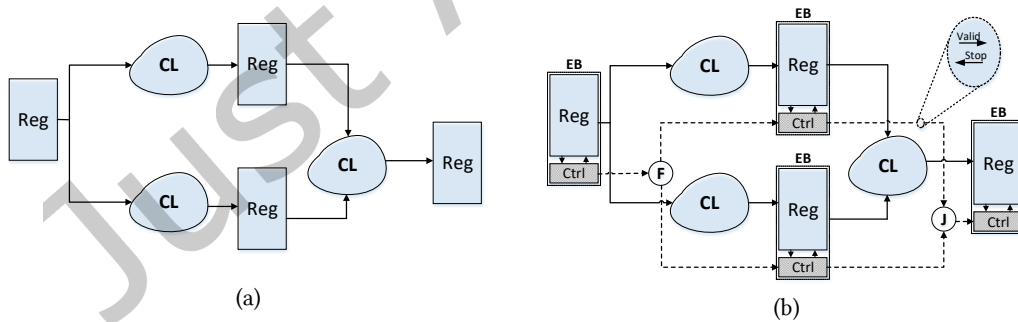 Just A
Reg
CL
Reg
CL
Reg
CL
Reg
(a)
EB
Reg
Ctrl
F
CL
EB
Reg
Ctrl
CL
EB
Reg
Ctrl
CL
Valid
Stop
J
EB
Reg
Ctrl
(b)